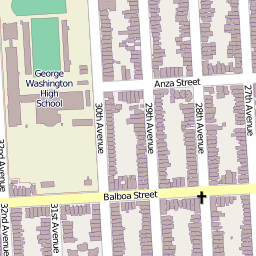 George
Washington
High
School
Anza Street
27th Avenue
28th Avenue
29th Avenue
30th Avenue
32nd Avenue
Balboa Street
31st Avenue
32nd Avenue